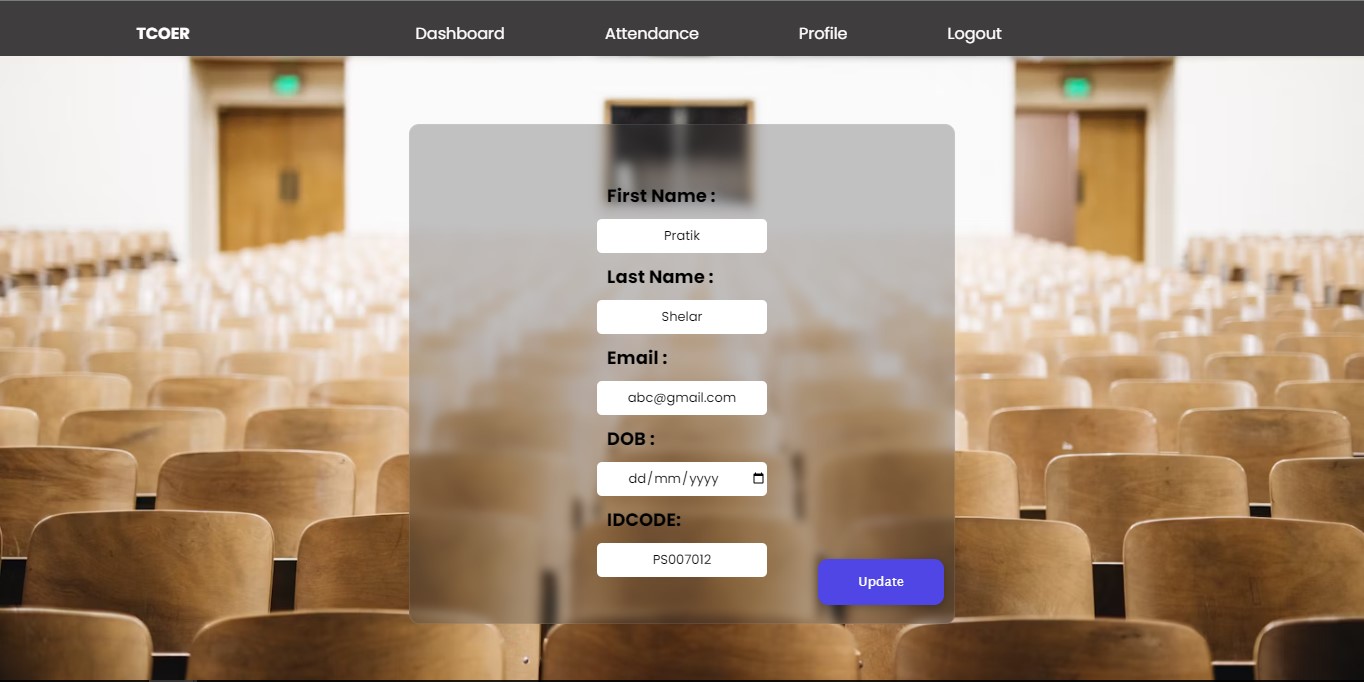 TCOER Dashboard Attendance Profile Logout
First Name :
Pratik
Last Name :
Shelar
Email :
abc@gmail.com
DOB :
dd/mm/yyyy
IDCODE:
PS007012
Update